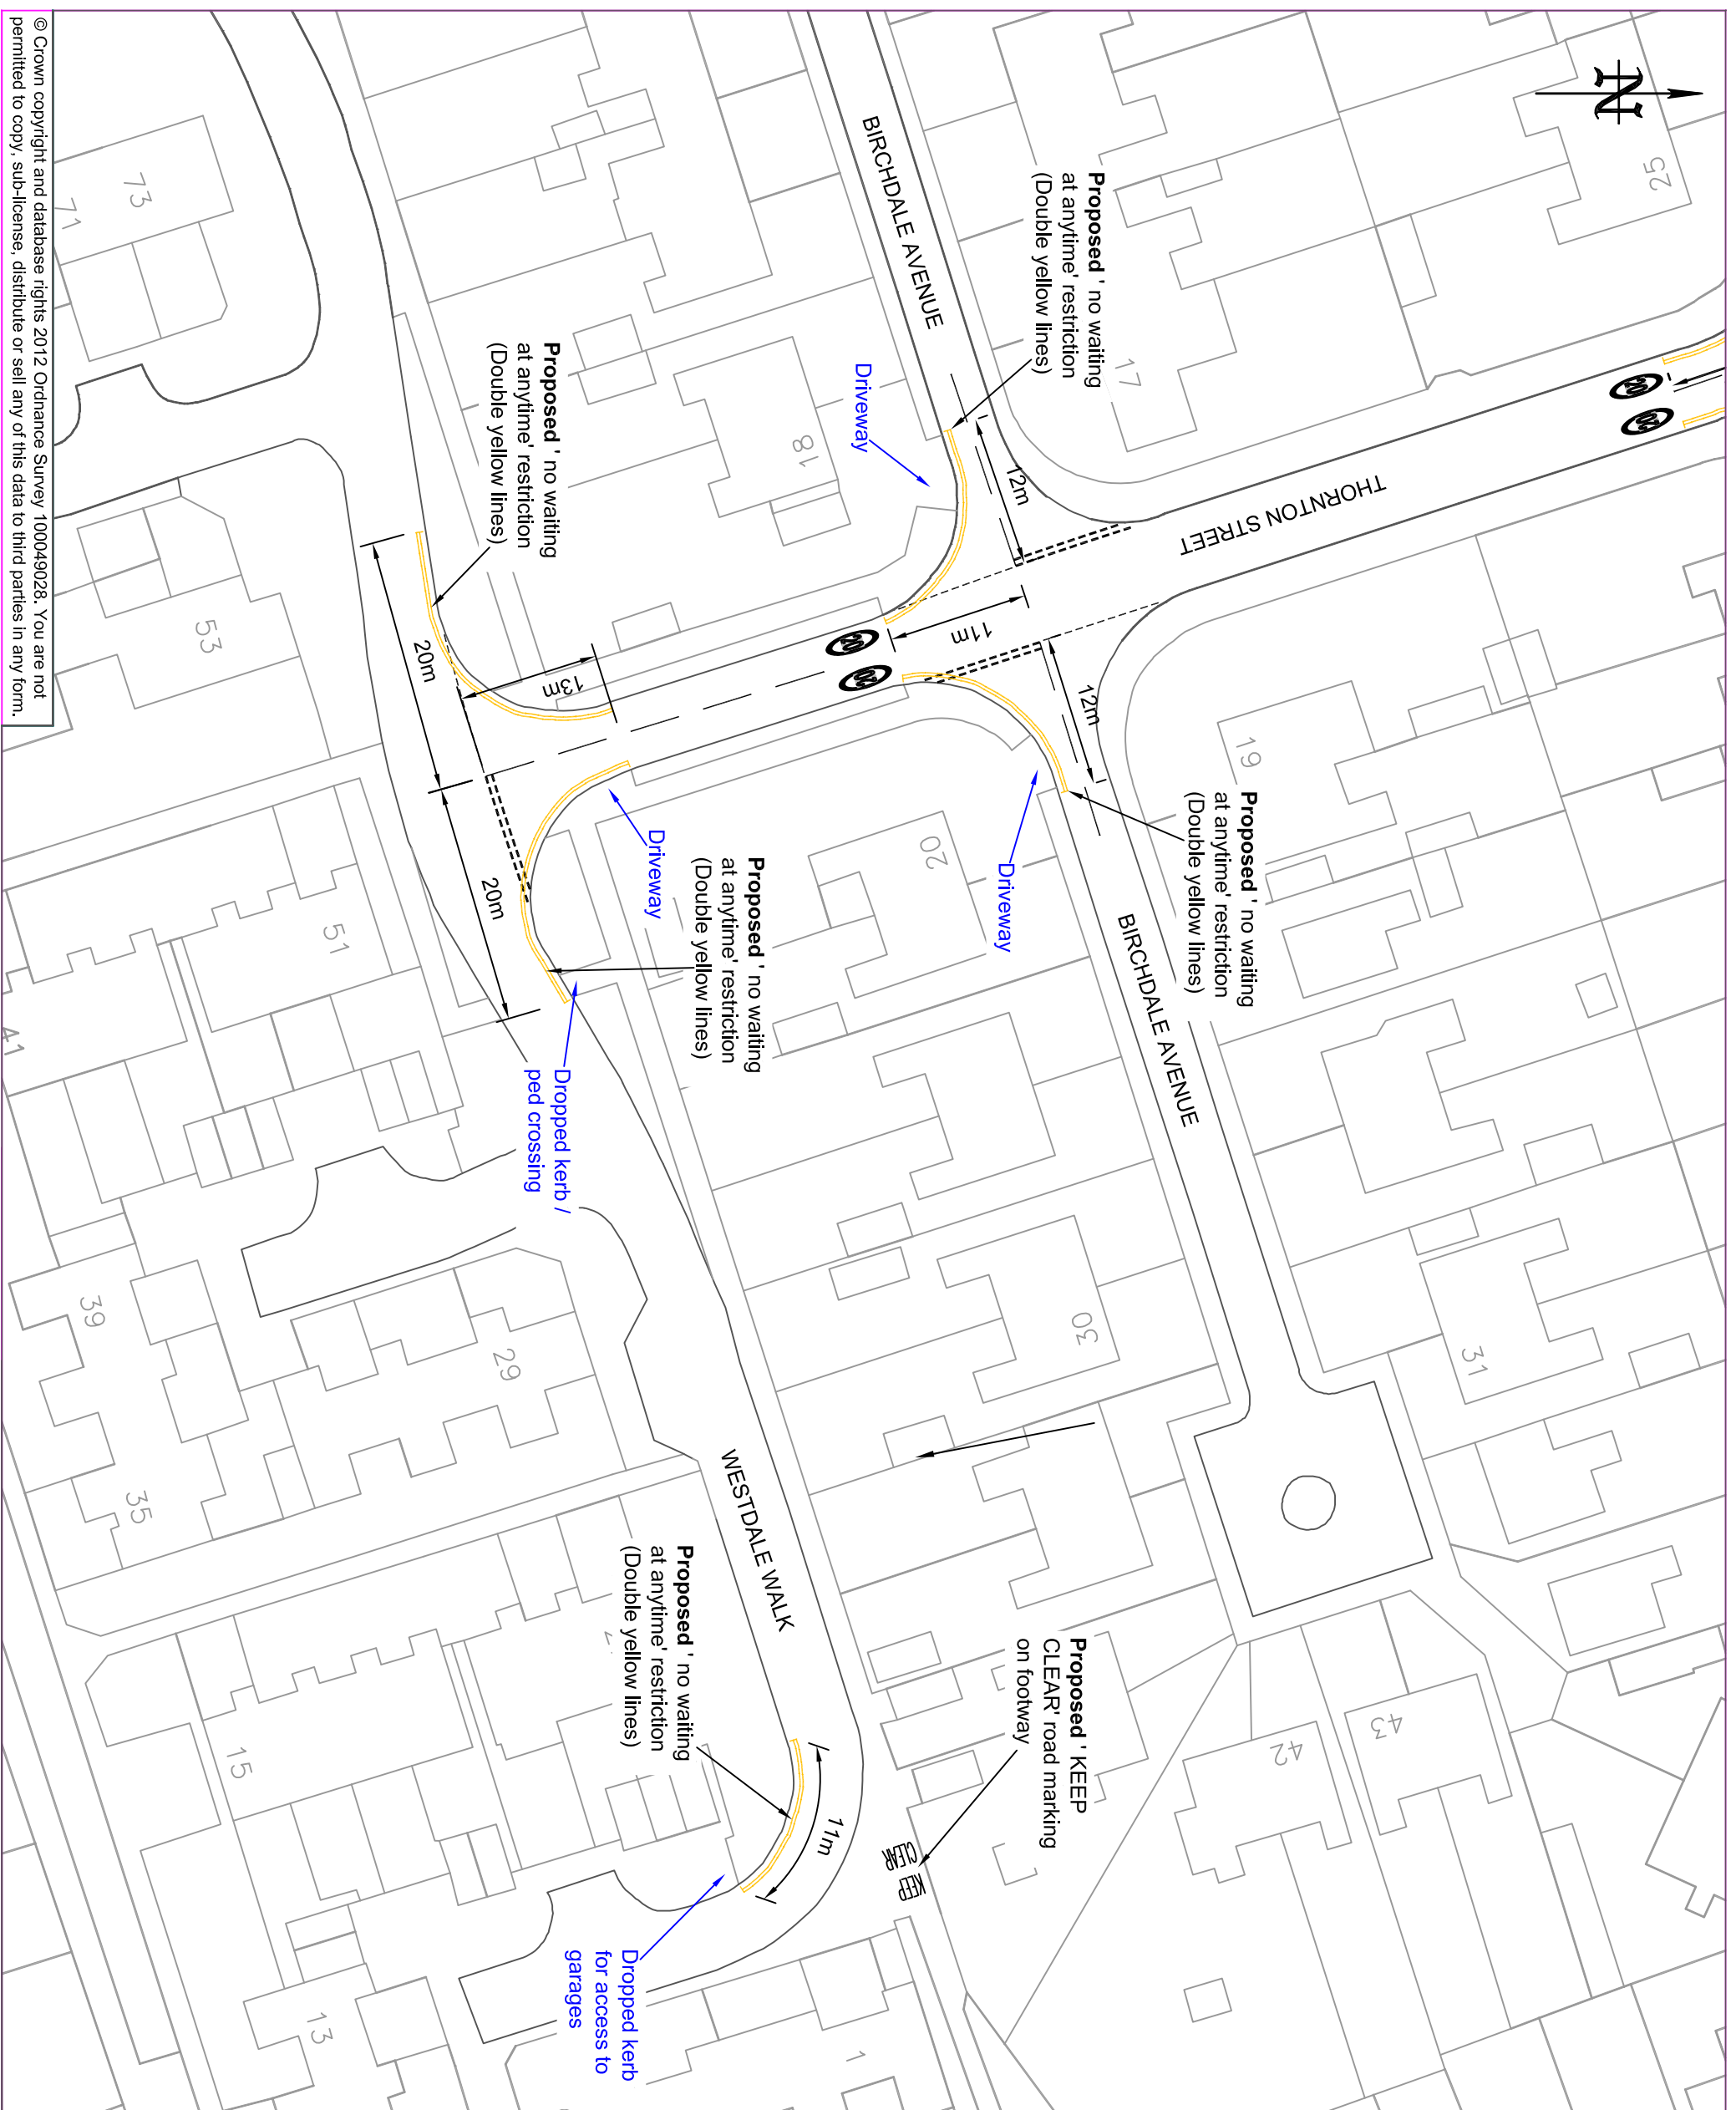 N
25
Proposed ' no waiting
at anytime' restriction
(Double yellow lines)
17
BIRCHDALE AVENUE
Driveway
18
12m
THORNTON STREET
20
20
Proposed ' no waiting
at anytime' restriction
(Double yellow lines)
73
71
53
20m
13m
11m
20
20
12m
19
Proposed ' no waiting
at anytime' restriction
(Double yellow lines)
Driveway
20
BIRCHDALE AVENUE
Driveway
Proposed ' no waiting
at anytime' restriction
(Double yellow lines)
20m
51
41
Dropped kerb /
ped crossing
30
31
39
29
35
WESTDALE WALK
Proposed ' no waiting
at anytime' restriction
(Double yellow lines)
Proposed ' KEEP
CLEAR' road marking
on footway
43
42
15
11m
KEEP
CLEAR
Dropped kerb
for access to
garages
13
1
© Crown copyright and database rights 2012 Ordnance Survey 100049028. You are not
permitted to copy, sub-license, distribute or sell any of this data to third parties in any form.